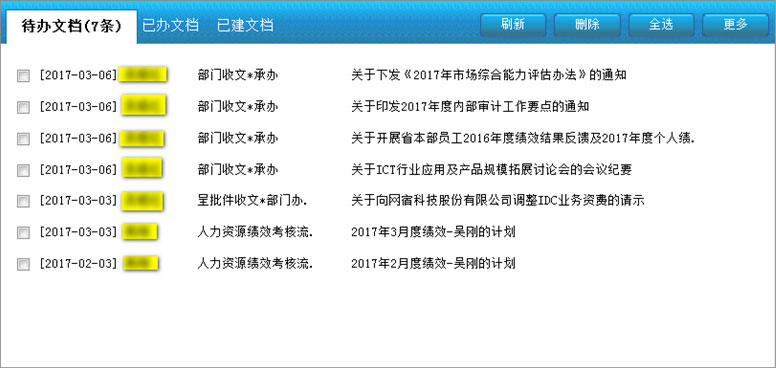 待办文档(7条) 已办文档 已建文档 刷新 删除 全选 更多
[2017-03-06] 部门收文*承办 关于下发《2017年市场综合能力评估办法》的通知
[2017-03-06] 部门收文*承办 关于印发2017年度内部审计工作要点的通知
[2017-03-06] 部门收文*承办 关于开展省本部员工2016年度绩效结果反馈及2017年度个人绩.
[2017-03-06] 部门收文*承办 关于ICT行业应用及产品规模拓展讨论会的会议纪要
[2017-03-03] 呈批件收文*部门办. 关于向网宿科技股份有限公司调整IDC业务资费的请示
[2017-03-03] 人力资源绩效考核流. 2017年3月度绩效-吴刚的计划
[2017-02-03] 人力资源绩效考核流. 2017年2月度绩效-吴刚的计划